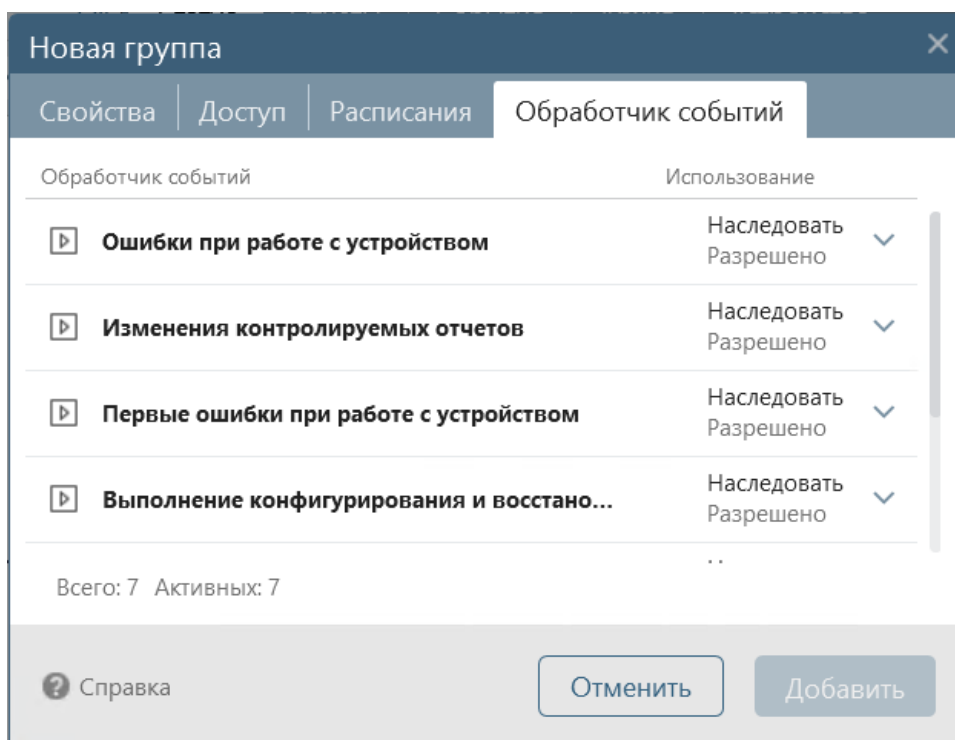 Новая группа
Свойства Доступ Расписания Обработчик событий
Обработчик событий Использование
Ошибки при работе с устройством Наследовать
Разрешено
Изменения контролируемых отчетов Наследовать
Разрешено
Первые ошибки при работе с устройством Наследовать
Разрешено
Выполнение конфигурирования и восстано... Наследовать
Разрешено
Всего: 7 Активных: 7
Справка Отменить Добавить